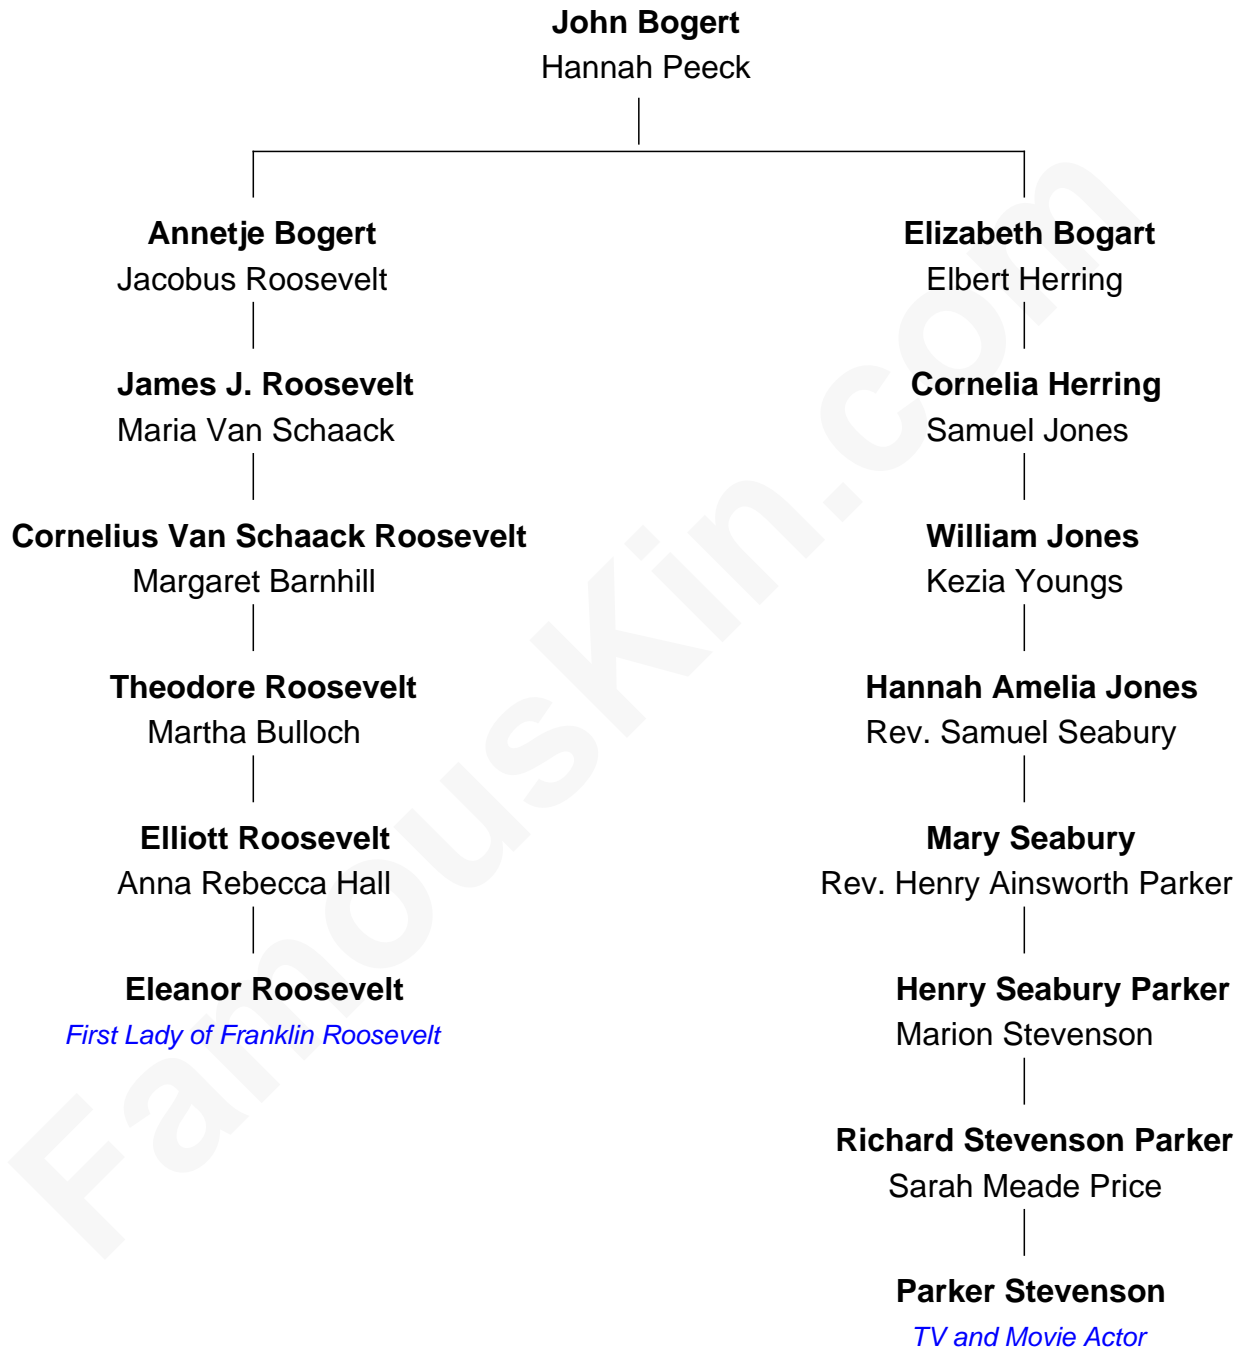 John Bogert
Hannah Peeck
Annetje Bogert
Jacobus Roosevelt
Elizabeth Bogart
Elbert Herring
James J. Roosevelt
Maria Van Schaack
Cornelia Herring
Samuel Jones
Cornelius Van Schaack Roosevelt
Margaret Barnhill
William Jones
Kezia Youngs
Theodore Roosevelt
Martha Bulloch
Hannah Amelia Jones
Rev. Samuel Seabury
Elliott Roosevelt
Anna Rebecca Hall
Mary Seabury
Rev. Henry Ainsworth Parker
Eleanor Roosevelt
First Lady of Franklin Roosevelt
Henry Seabury Parker
Marion Stevenson
Richard Stevenson Parker
Sarah Meade Price
Parker Stevenson
TV and Movie Actor
FamousKin.com